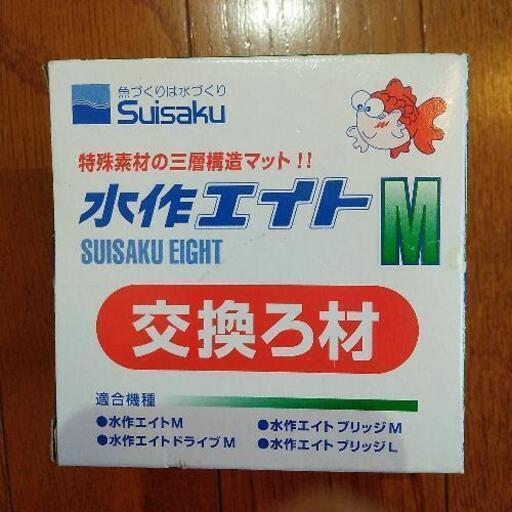 魚づくりは水づくり
Suisaku
特殊素材の三層構造マット!!
水作エイト M
SUISAKU EIGHT
交換ろ材
適合機種
●水作エイトM
●水作エイト ブリッジM
●水作エイトドライブM
●水作エイト ブリッジL